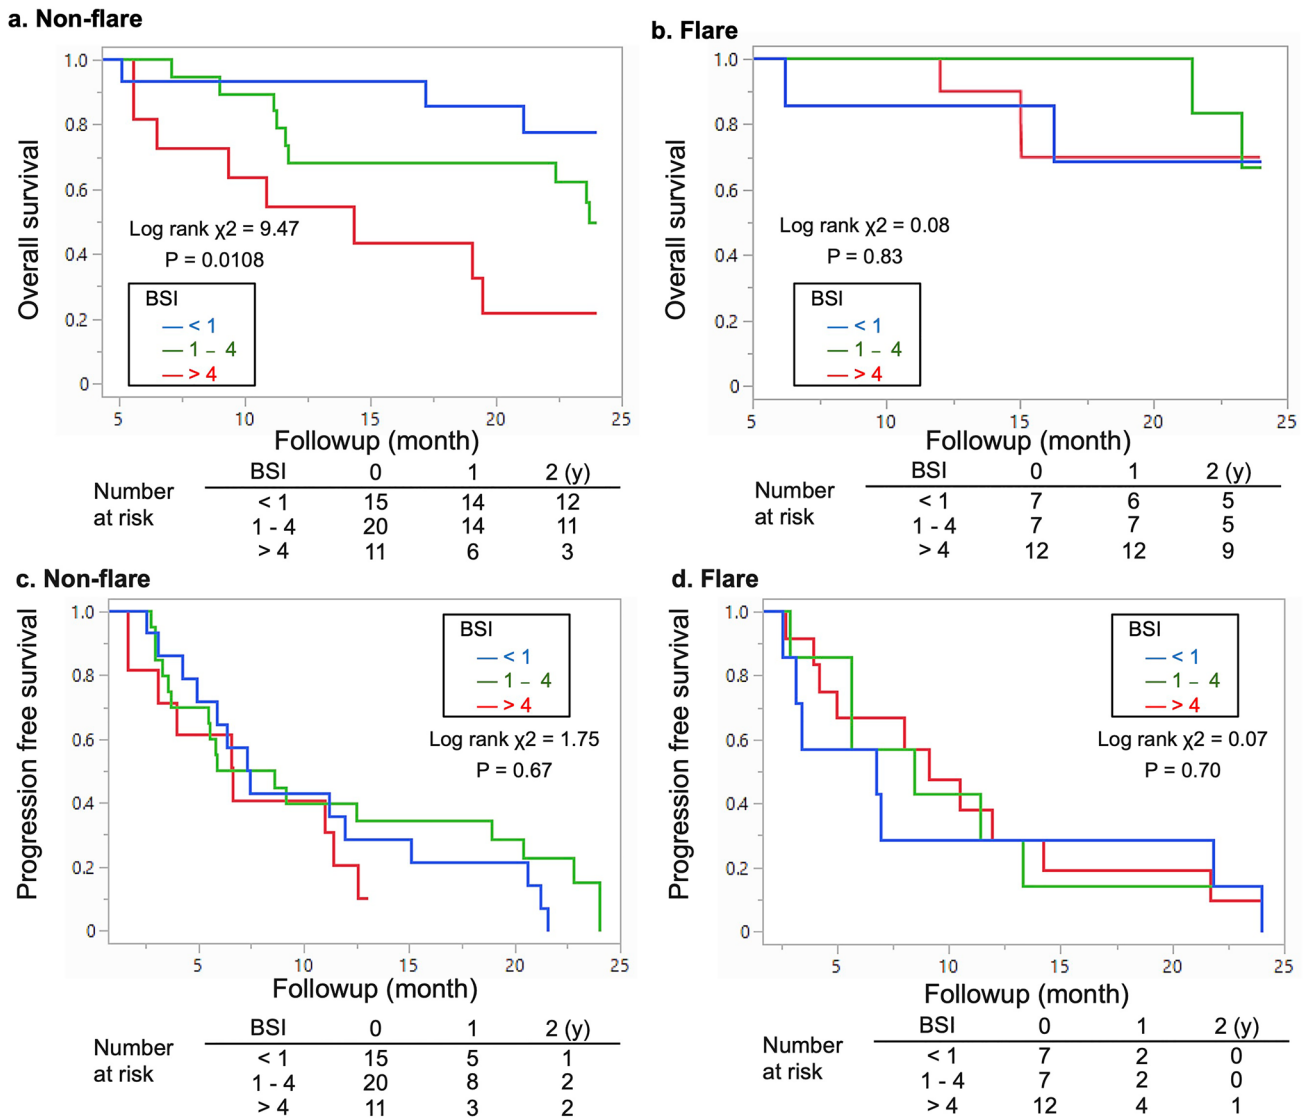 a. Non-flare
1.0
0.8
0.6
0.4
0.2
0
Overall survival
Log rank χ2 = 9.47
P = 0.0108
BSI
< 1
1 – 4
> 4
5 10 15 20 25
Followup (month)
Number at risk
BSI 0 1 2 (y)
< 1 15 14 12
1 - 4 20 14 11
> 4 11 6 3
b. Flare
1.0
0.8
0.6
0.4
0.2
0
Overall survival
Log rank χ2 = 0.08
P = 0.83
BSI
< 1
1 – 4
> 4
5 10 15 20 25
Followup (month)
Number at risk
BSI 0 1 2 (y)
< 1 7 6 5
1 - 4 7 7 5
> 4 12 12 9
c. Non-flare
1.0
0.8
0.6
0.4
0.2
0
Progression free survival
BSI
< 1
1 – 4
> 4
Log rank χ2 = 1.75
P = 0.67
5 10 15 20 25
Followup (month)
Number at risk
BSI 0 1 2 (y)
< 1 15 5 1
1 - 4 20 8 2
> 4 11 3 2
d. Flare
1.0
0.8
0.6
0.4
0.2
0
Progression free survival
BSI
< 1
1 – 4
> 4
Log rank χ2 = 0.07
P = 0.70
5 10 15 20 25
Followup (month)
Number at risk
BSI 0 1 2 (y)
< 1 7 2 0
1 - 4 7 2 0
> 4 12 4 1